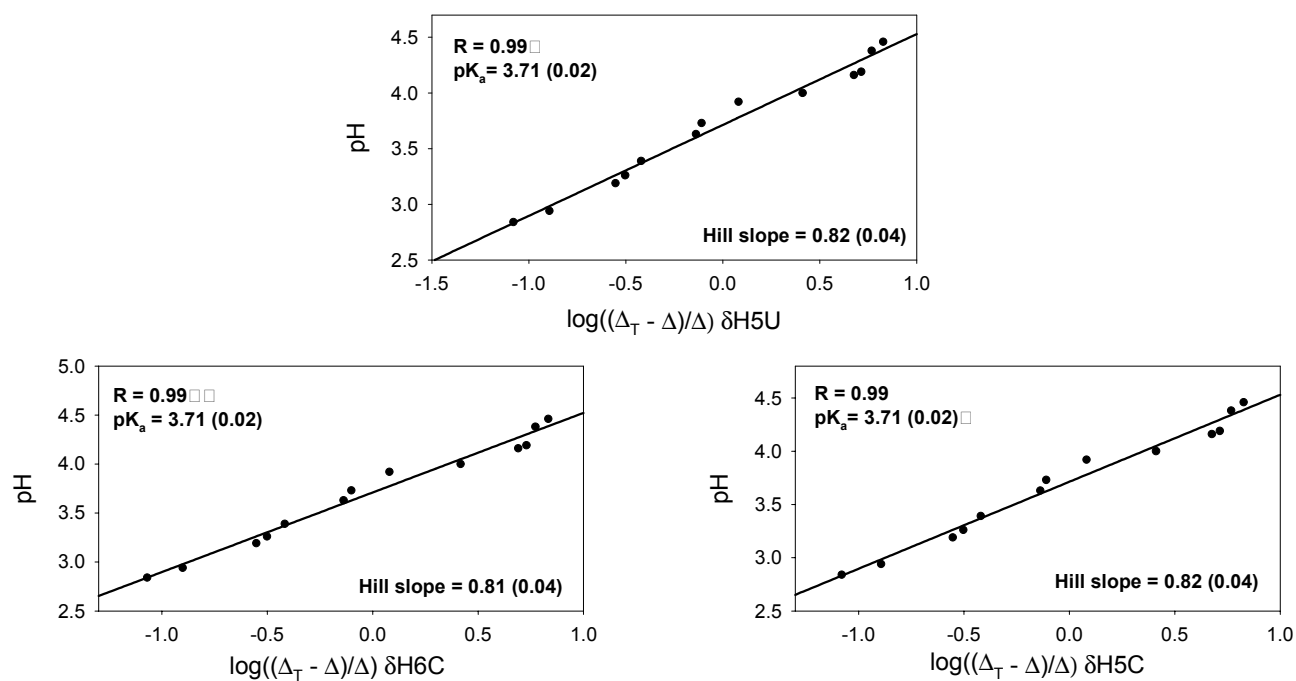 R = 0.99□
pKₐ= 3.71 (0.02)
Hill slope = 0.82 (0.04)
pH
4.5
4.0
3.5
3.0
2.5
-1.5 -1.0 -0.5 0.0 0.5 1.0
log((Δ_T - Δ)/Δ) δH5U
R = 0.99□□
pKₐ= 3.71 (0.02)
Hill slope = 0.81 (0.04)
pH
5.0
4.5
4.0
3.5
3.0
2.5
-1.0 -0.5 0.0 0.5 1.0
log((Δ_T - Δ)/Δ) δH6C
R = 0.99
pKₐ= 3.71 (0.02)□
Hill slope = 0.82 (0.04)
pH
4.5
4.0
3.5
3.0
2.5
-1.0 -0.5 0.0 0.5 1.0
log((Δ_T - Δ)/Δ) δH5C